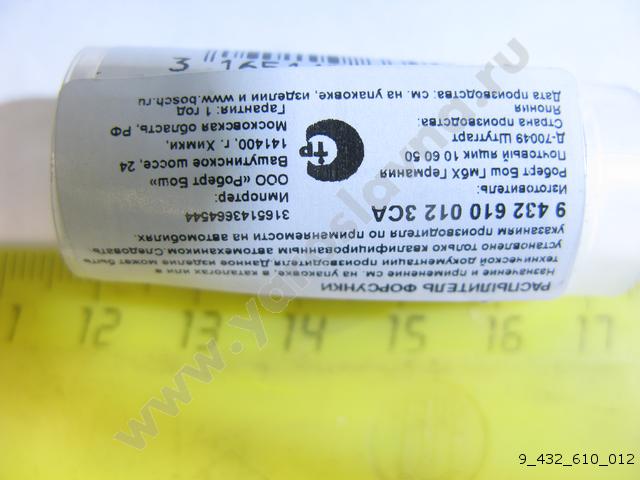 РАСПЫЛИТЕЛЬ ФОРСУНКИ
Назначение и применение см. на упаковке, в каталогах или в
технической документации производителя. Данное изделие может быть
установлено только квалифицированным автомехаником. Следовать
указаниям производителя по применяемости на автомобилях.
9 432 610 012 3CA
3165143664544
Изготовитель:
Роберт Бош ГмбХ Германия
Почтовый ящик 10 60 50
Д-70049 Штутгарт
Страна производства:
Япония
Дата производства: см. на упаковке, изделии и www.bosch.ru
Импортер:
ООО «Роберт Бош»
Вашутинское шоссе, 24
141400, г. Химки,
Московская область, РФ
Гарантия: 1 год
Стр
12 13 14 15 16 17
www.yaroslavna.ru
9_432_610_012